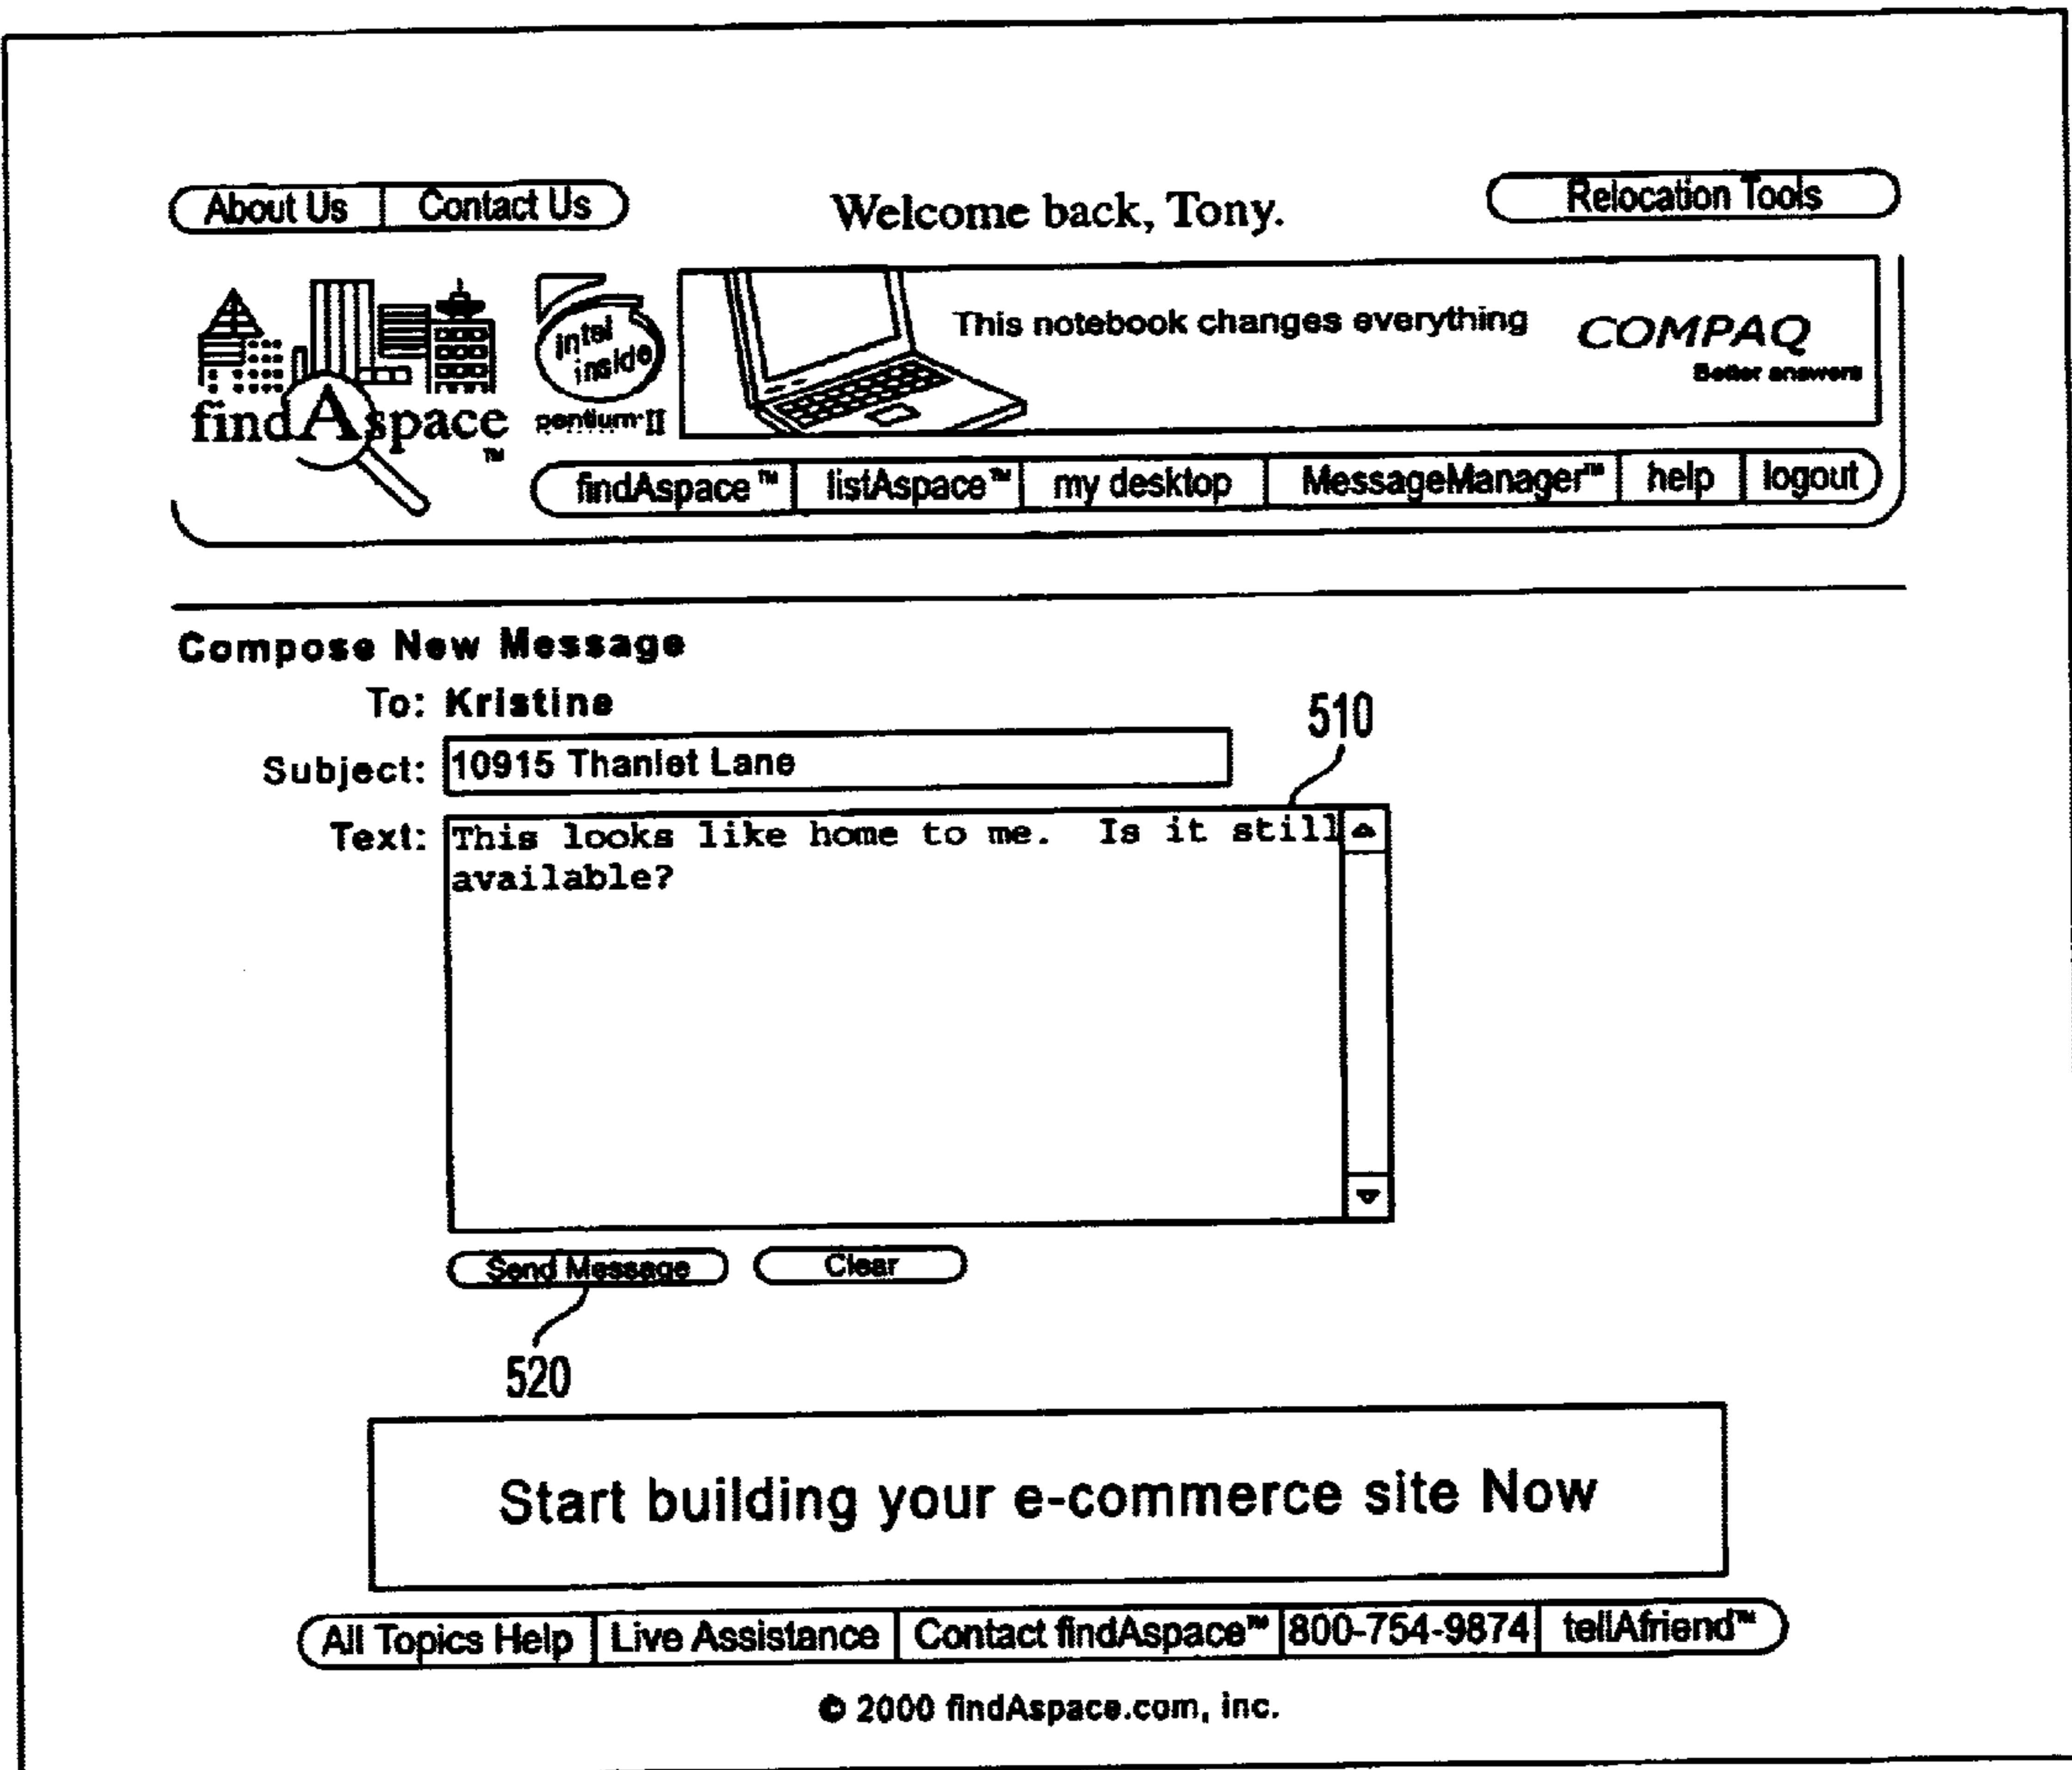 About Us Contact Us Welcome back, Tony. Relocation Tools
intel
inside
pentium II
This notebook changes everything COMPAQ
Better answers
findAspace ™
findAspace™ listAspace™ my desktop MessageManager™ help logout
Compose New Message
To: Kristine
510
Subject: 10915 Thanlet Lane
Text: This looks like home to me. Is it still
available?
Send Message Clear
520
Start building your e-commerce site Now
All Topics Help Live Assistance Contact findAspace™ 800-754-9874 tellAfriend™
© 2000 findAspace.com, inc.